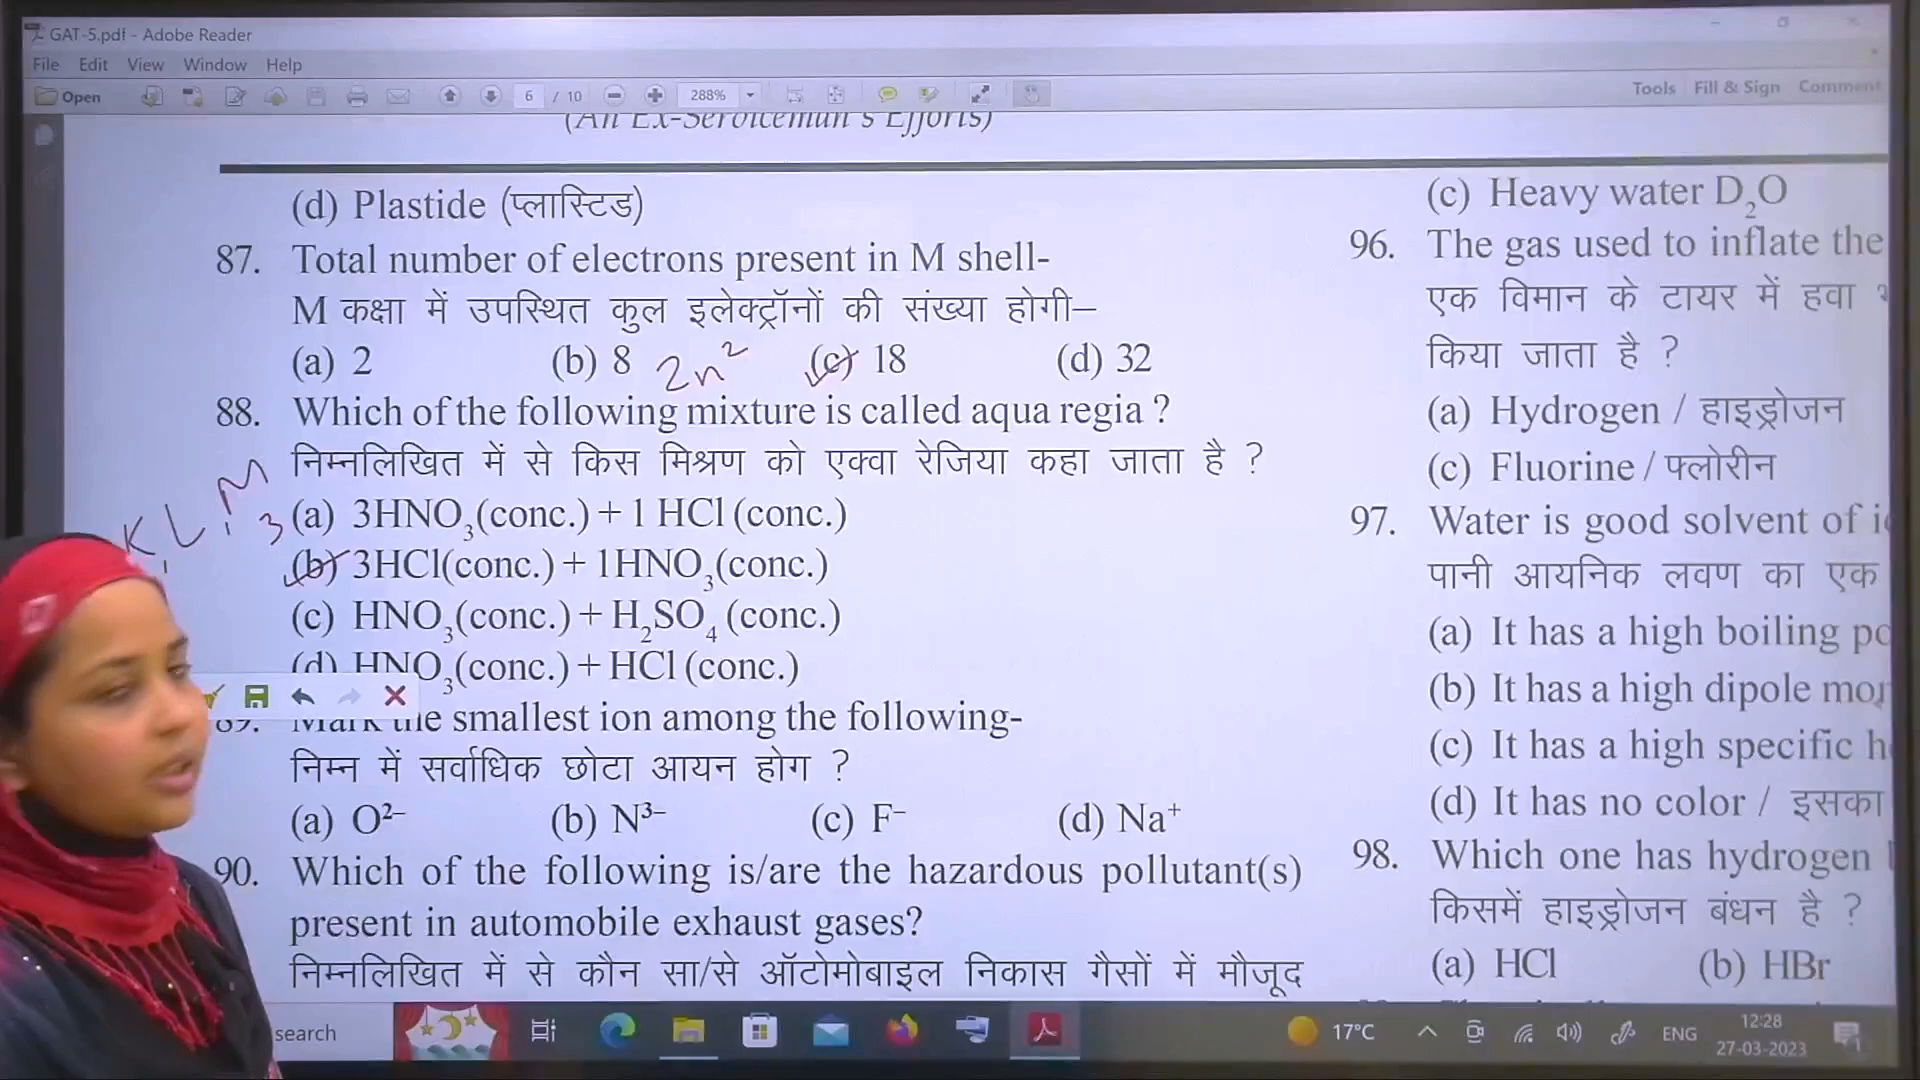 GAT-5.pdf - Adobe Reader
File Edit View Window Help
Open 6 / 10 288% Tools Fill & Sign Comment
(An Ex-Serviceman's Efforts)
(d) Plastide (प्लास्टिड)
87. Total number of electrons present in M shell-
M कक्षा में उपस्थित कुल इलेक्ट्रॉनों की संख्या होगी–
(a) 2 (b) 8 2n² (c) 18 (d) 32
88. Which of the following mixture is called aqua regia ?
निम्नलिखित में से किस मिश्रण को एक्वा रेजिया कहा जाता है ?
K L M
3
(a) 3HNO₃(conc.) + 1 HCl (conc.)
(b) 3HCl(conc.) + 1HNO₃(conc.)
(c) HNO₃(conc.) + H₂SO₄ (conc.)
(d) HNO₃(conc.) + HCl (conc.)
89. Mark the smallest ion among the following-
निम्न में सर्वाधिक छोटा आयन होग ?
(a) O²⁻ (b) N³⁻ (c) F⁻ (d) Na⁺
90. Which of the following is/are the hazardous pollutant(s)
present in automobile exhaust gases?
निम्नलिखित में से कौन सा/से ऑटोमोबाइल निकास गैसों में मौजूद
(c) Heavy water D₂O
96. The gas used to inflate the
एक विमान के टायर में हवा
किया जाता है ?
(a) Hydrogen / हाइड्रोजन
(c) Fluorine / फ्लोरीन
97. Water is good solvent of
पानी आयनिक लवण का एक
(a) It has a high boiling
(b) It has a high dipole
(c) It has a high specific
(d) It has no color / इसका
98. Which one has hydrogen
किसमें हाइड्रोजन बंधन है ?
(a) HCl (b) HBr
search 17°C ENG 12:28
27-03-2023